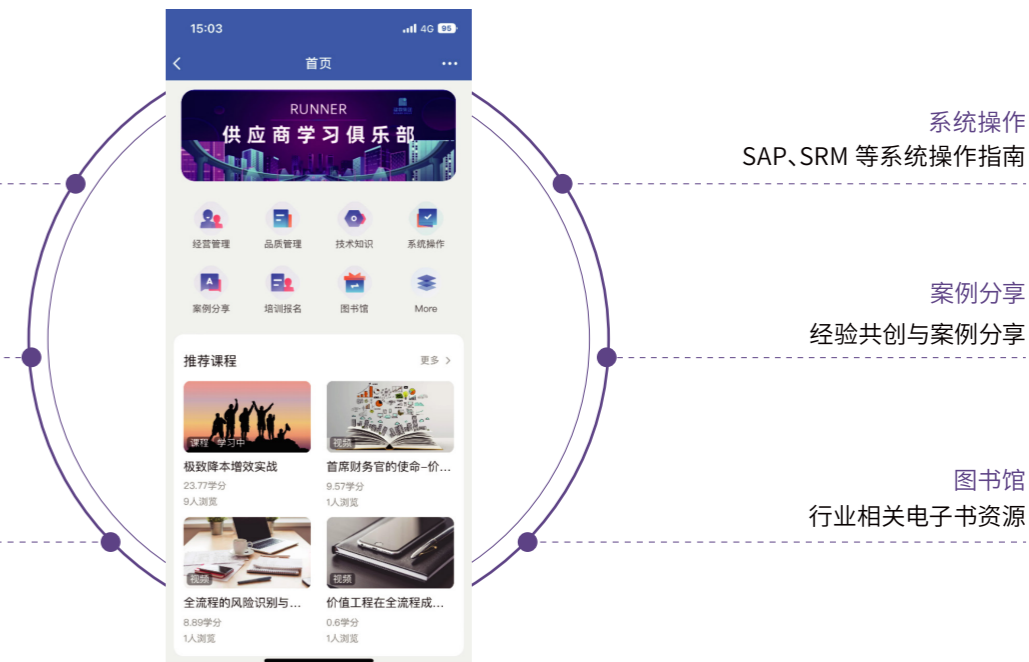 15:03
4G 95
首页
RUNNER
供应商学习俱乐部
经营管理 品质管理 技术知识 系统操作
案例分享 培训报名 图书馆 More
推荐课程 更多 >
课程 学习中 视频
极致降本增效实战 首席财务官的使命-价...
23.77学分 9.57学分
9人浏览 1人浏览
视频 视频
全流程的风险识别与... 价值工程在全流程成...
8.89学分 0.6学分
1人浏览 1人浏览
系统操作
SAP、SRM 等系统操作指南
案例分享
经验共创与案例分享
图书馆
行业相关电子书资源